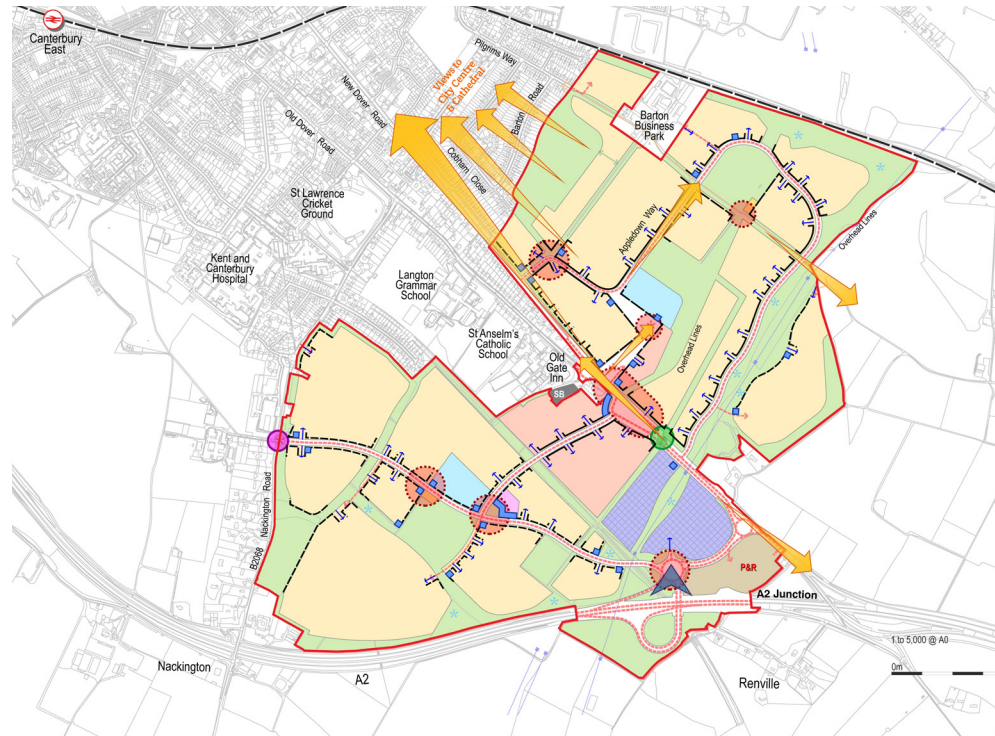 Canterbury
East
Pilgrims Way
Views to
City Centre
& Cathedral
New Dover Road
Barton Road
Old Dover Road
Barton
Business
Park
Cobham Close
St Lawrence
Cricket
Ground
Appledown Way
Overhead Lines
Kent and
Canterbury
Hospital
Langton
Grammar
School
St Anselm's
Catholic
School
Old
Gate
Inn
Overhead Lines
SB
B2068 Nackington Road
P&R
A2 Junction
1 to 5,000 @ A0
0m
Nackington
A2
Renville